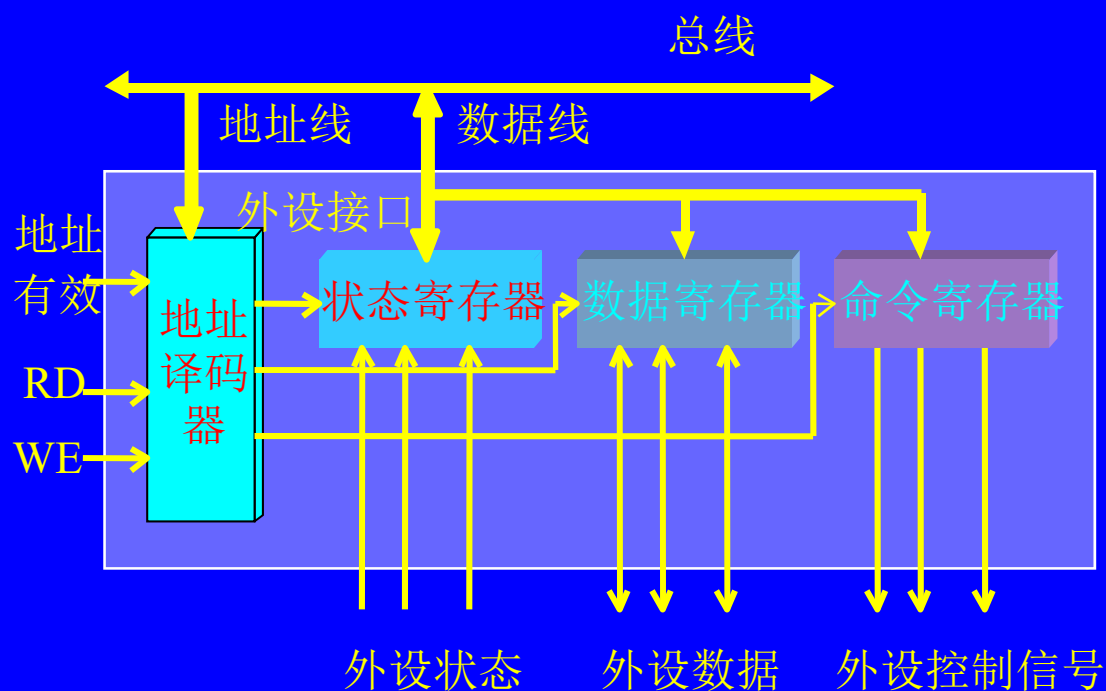 总线
地址线
数据线
外设接口
地址
有效
RD
WE
地址
译码
器
状态寄存器
数据寄存器
命令寄存器
外设状态
外设数据
外设控制信号